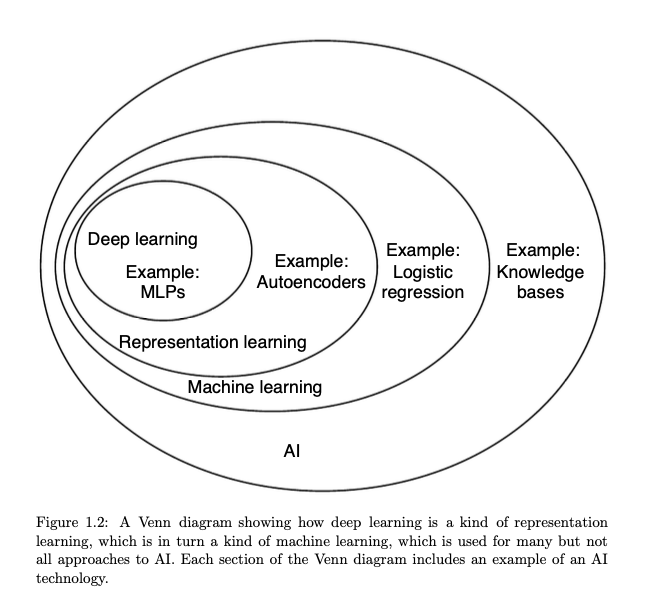 Deep learning
Example:
MLPs
Example:
Autoencoders
Example:
Logistic
regression
Example:
Knowledge
bases
Representation learning
Machine learning
AI
Figure 1.2: A Venn diagram showing how deep learning is a kind of representation
learning, which is in turn a kind of machine learning, which is used for many but not
all approaches to AI. Each section of the Venn diagram includes an example of an AI
technology.